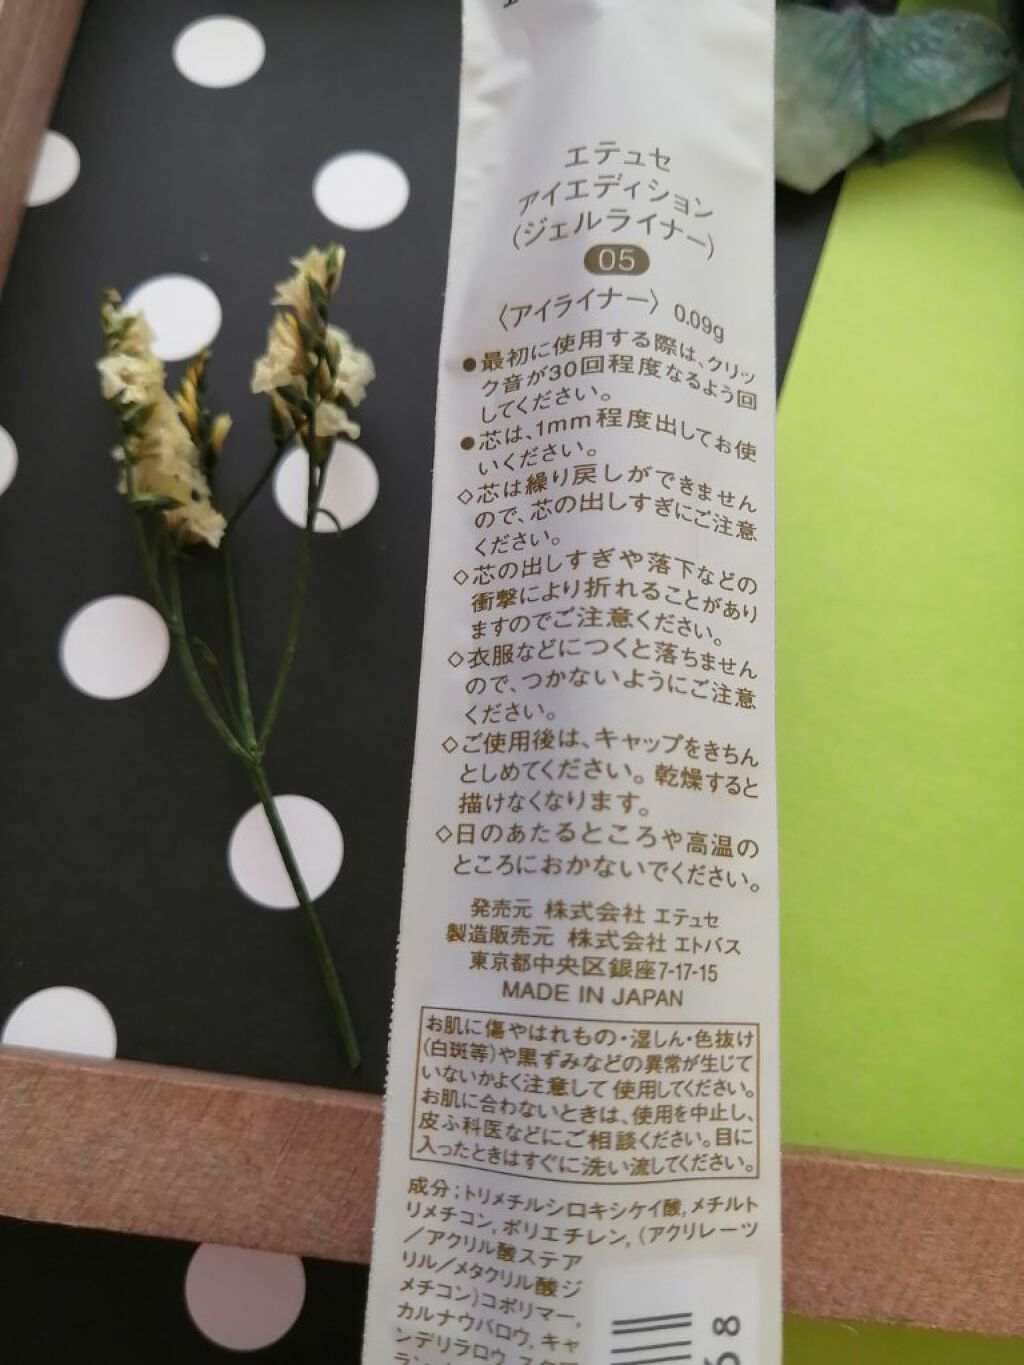 エテュセ
アイエディション
(ジェルライナー)
05
〈アイライナー〉 0.09g
●最初に使用する際は、クリッ
ク音が30回程度なるよう回
してください。
●芯は、1mm程度出してお使
いください。
◇芯は繰り戻しができません
ので、芯の出しすぎにご注意
ください。
◇芯の出しすぎや落下などの
衝撃により折れることがあり
ますのでご注意ください。
◇衣服などにつくと落ちません
ので、つかないようにご注意
ください。
◇ご使用後は、キャップをきちん
としめてください。乾燥すると
描けなくなります。
◇日のあたるところや高温の
ところにおかないでください。
発売元 株式会社 エテュセ
製造販売元 株式会社 エトバス
東京都中央区銀座7-17-15
MADE IN JAPAN
お肌に傷やはれもの・湿しん・色抜け
(白斑等)や黒ずみなどの異常が生じて
いないかよく注意して使用してください。
お肌に合わないときは、使用を中止し、
皮ふ科医などにご相談ください。目に
入ったときはすぐに洗い流してください。
成分；トリメチルシロキシケイ酸, メチルト
リメチコン, ポリエチレン, (アクリレーツ
／アクリル酸ステア
リル／メタクリル酸ジ
メチコン)コポリマー,
カルナウバロウ, キャ
ンデリラロウ,
8